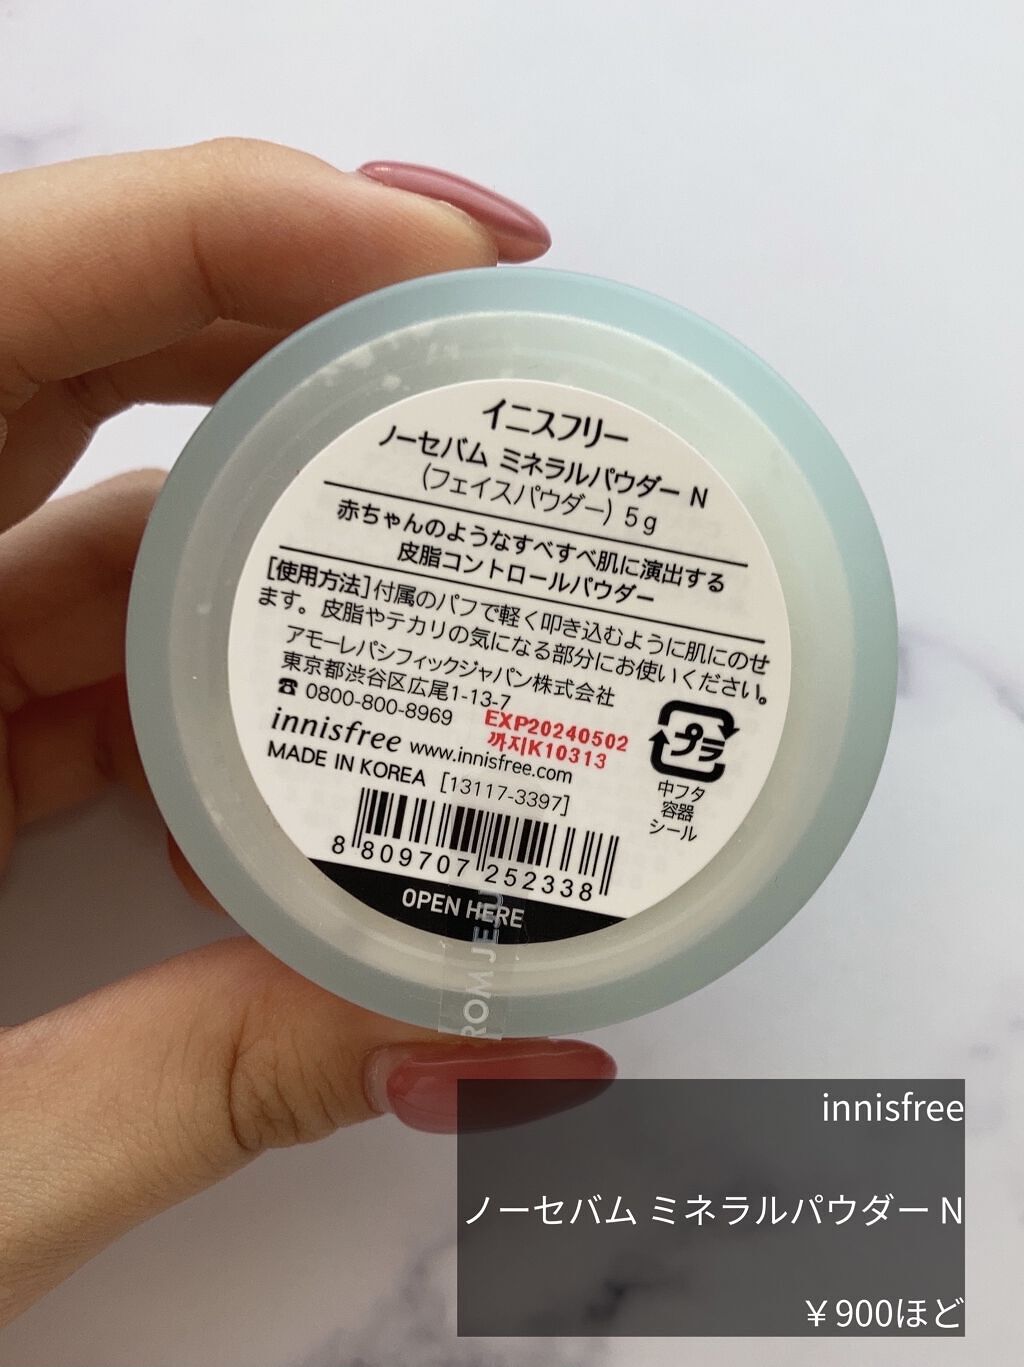 イニスフリー
ノーセバム ミネラルパウダー N
(フェイスパウダー) 5g
赤ちゃんのようなすべすべ肌に演出する
皮脂コントロールパウダー
[使用方法]付属のパフで軽く叩き込むように肌にのせ
ます。皮脂やテカリの気になる部分にお使いください。
アモーレパシフィックジャパン株式会社
東京都渋谷区広尾1-13-7
☎ 0800-800-8969
EXP20240502
까지K10313
innisfree www.innisfree.com
MADE IN KOREA [13117-3397]
プラ
中フタ
容器
シール
8 809707 252338
OPEN HERE
ROM JEJU
innisfree
ノーセバム ミネラルパウダー N
￥900ほど